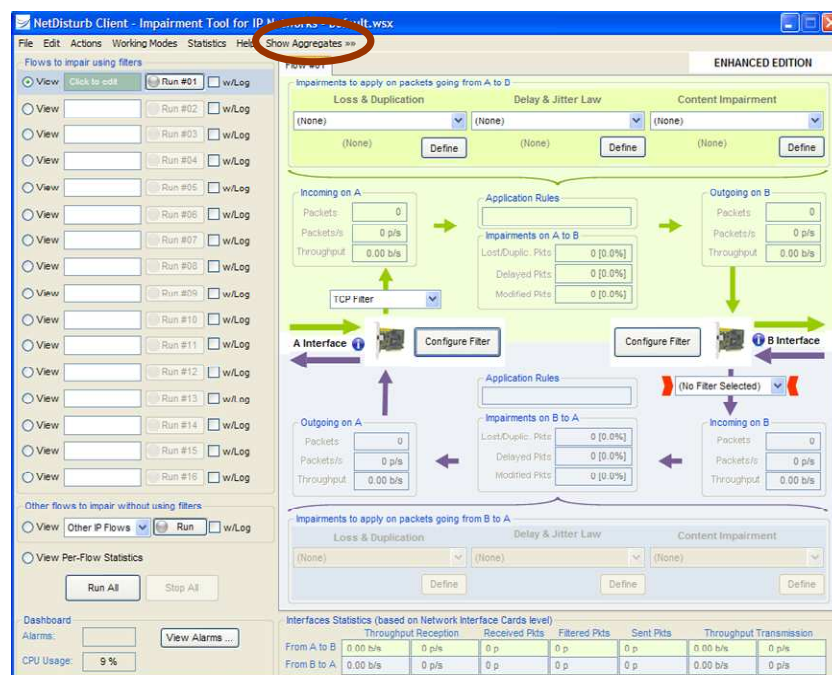 NetDisturb Client - Impairment Tool for IP Networks - Default.wsx
File Edit Actions Working Modes Statistics Help Show Aggregates »»
Flows to impair using filters
View Click to edit Run #01 w/Log
View Run #02 w/Log
View Run #03 w/Log
View Run #04 w/Log
View Run #05 w/Log
View Run #06 w/Log
View Run #07 w/Log
View Run #08 w/Log
View Run #09 w/Log
View Run #10 w/Log
View Run #11 w/Log
View Run #12 w/Log
View Run #13 w/Log
View Run #14 w/Log
View Run #15 w/Log
View Run #16 w/Log
Other flows to impair without using filters
View Other IP Flows Run w/Log
View Per-Flow Statistics
Run All Stop All
Dashboard
Alarms: View Alarms ...
CPU Usage: 9 %
Flow #01 ENHANCED EDITION
Impairments to apply on packets going from A to B
Loss & Duplication Delay & Jitter Law Content Impairment
(None) (None) (None)
(None) Define (None) Define (None) Define
Incoming on A
Packets 0
Packets/s 0 p/s
Throughput 0.00 b/s
Application Rules
Impairments on A to B
Lost/Duplic. Pkts 0 [0.0%]
Delayed Pkts 0 [0.0%]
Modified Pkts 0 [0.0%]
Outgoing on B
Packets 0
Packets/s 0 p/s
Throughput 0.00 b/s
TCP Filter
A Interface Configure Filter Configure Filter B Interface
(No Filter Selected)
Outgoing on A
Packets 0
Packets/s 0 p/s
Throughput 0.00 b/s
Application Rules
Impairments on B to A
Lost/Duplic. Pkts 0 [0.0%]
Delayed Pkts 0 [0.0%]
Modified Pkts 0 [0.0%]
Incoming on B
Packets 0
Packets/s 0 p/s
Throughput 0.00 b/s
Impairments to apply on packets going from B to A
Loss & Duplication Delay & Jitter Law Content Impairment
(None) (None) (None)
Define Define Define
Interfaces Statistics (based on Network Interface Cards level)
Throughput Reception Received Pkts Filtered Pkts Sent Pkts Throughput Transmission
From A to B 0.00 b/s 0 p/s 0 p 0 p 0 p 0.00 b/s 0 p/s
From B to A 0.00 b/s 0 p/s 0 p 0 p 0 p 0.00 b/s 0 p/s